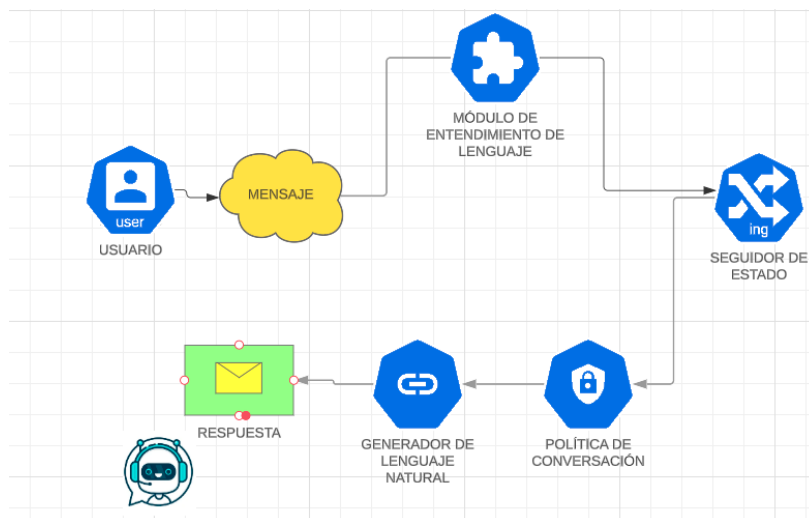 MÓDULO DE
ENTENDIMIENTO DE
LENGUAJE
MENSAJE
user
USUARIO
ing
SEGUIDOR DE
ESTADO
RESPUESTA
GENERADOR DE
LENGUAJE
NATURAL
POLÍTICA DE
CONVERSACIÓN